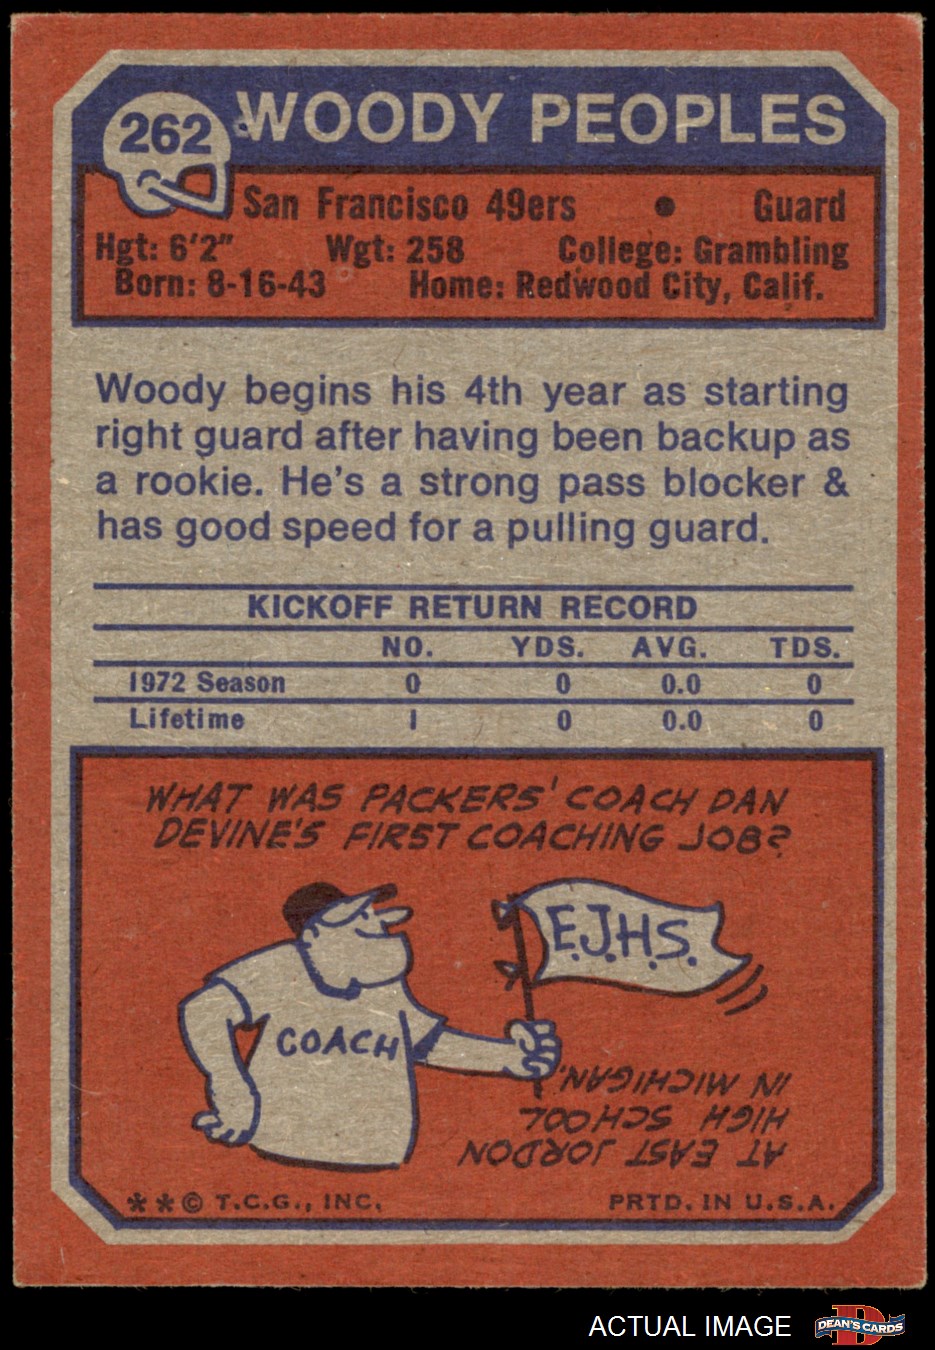 262
WOODY PEOPLES
San Francisco 49ers • Guard
Hgt: 6'2" Wgt: 258 College: Grambling
Born: 8-16-43 Home: Redwood City, Calif.
Woody begins his 4th year as starting
right guard after having been backup as
a rookie. He's a strong pass blocker &
has good speed for a pulling guard.
KICKOFF RETURN RECORD
NO. YDS. AVG. TDS.
1972 Season 0 0 0.0 0
Lifetime 1 0 0.0 0
WHAT WAS PACKERS' COACH DAN
DEVINE'S FIRST COACHING JOB?
E.J.H.S.
COACH
AT EAST JORDON
HIGH SCHOOL
IN MICHIGAN.
**© T.C.G., INC. PRTD. IN U.S.A.
ACTUAL IMAGE
D
DEAN'S CARDS